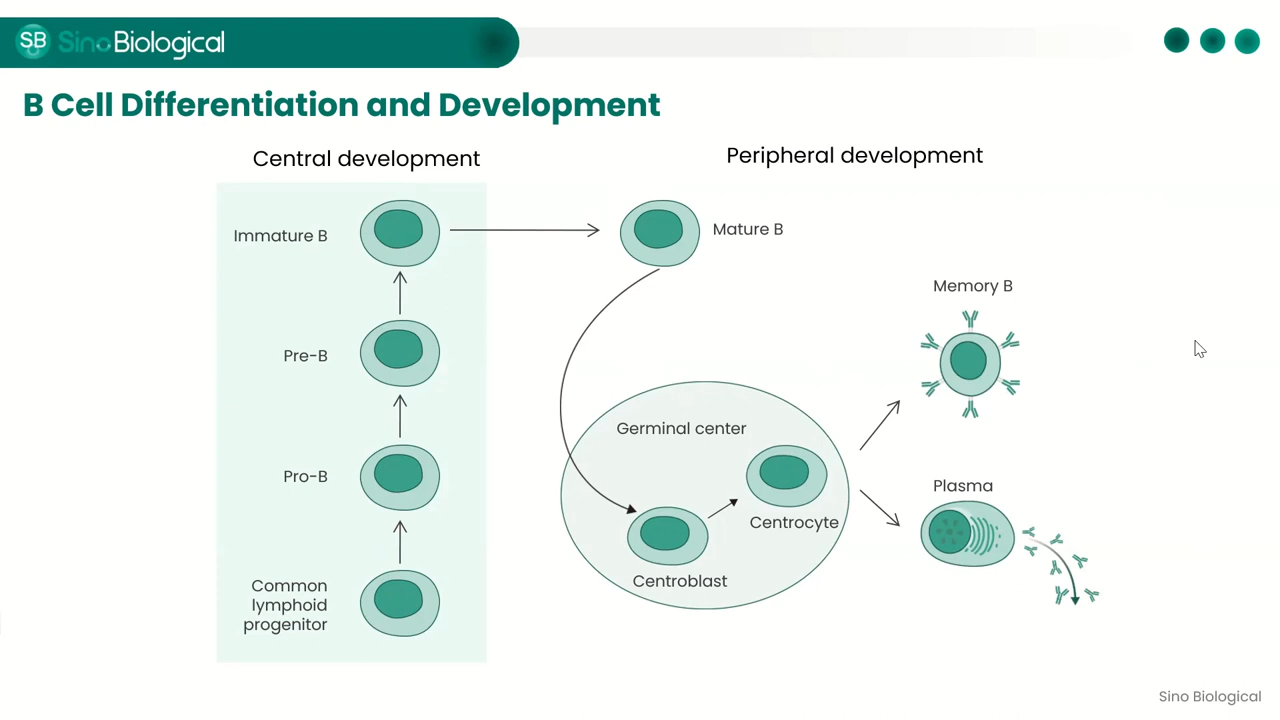 SB SinoBiological
B Cell Differentiation and Development
Central development
Peripheral development
Immature B
Mature B
Pre-B
Pro-B
Common
lymphoid
progenitor
Germinal center
Centrocyte
Centroblast
Memory B
Plasma
Sino Biological